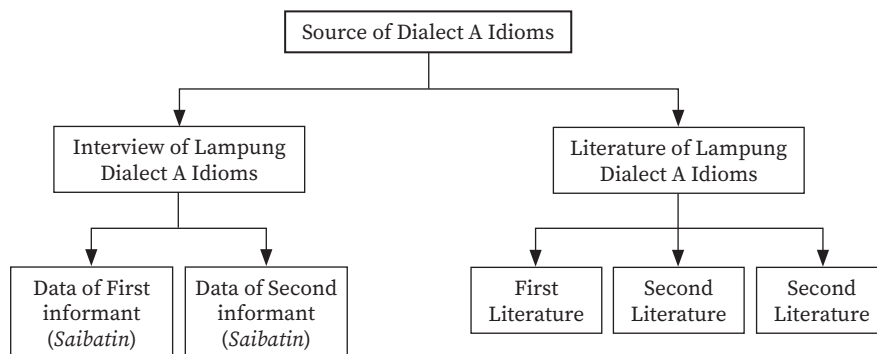 Source of Dialect A Idioms
Interview of Lampung
Dialect A Idioms
Literature of Lampung
Dialect A Idioms
Data of First
informant
(Saibatin)
Data of Second
informant
(Saibatin)
First
Literature
Second
Literature
Second
Literature